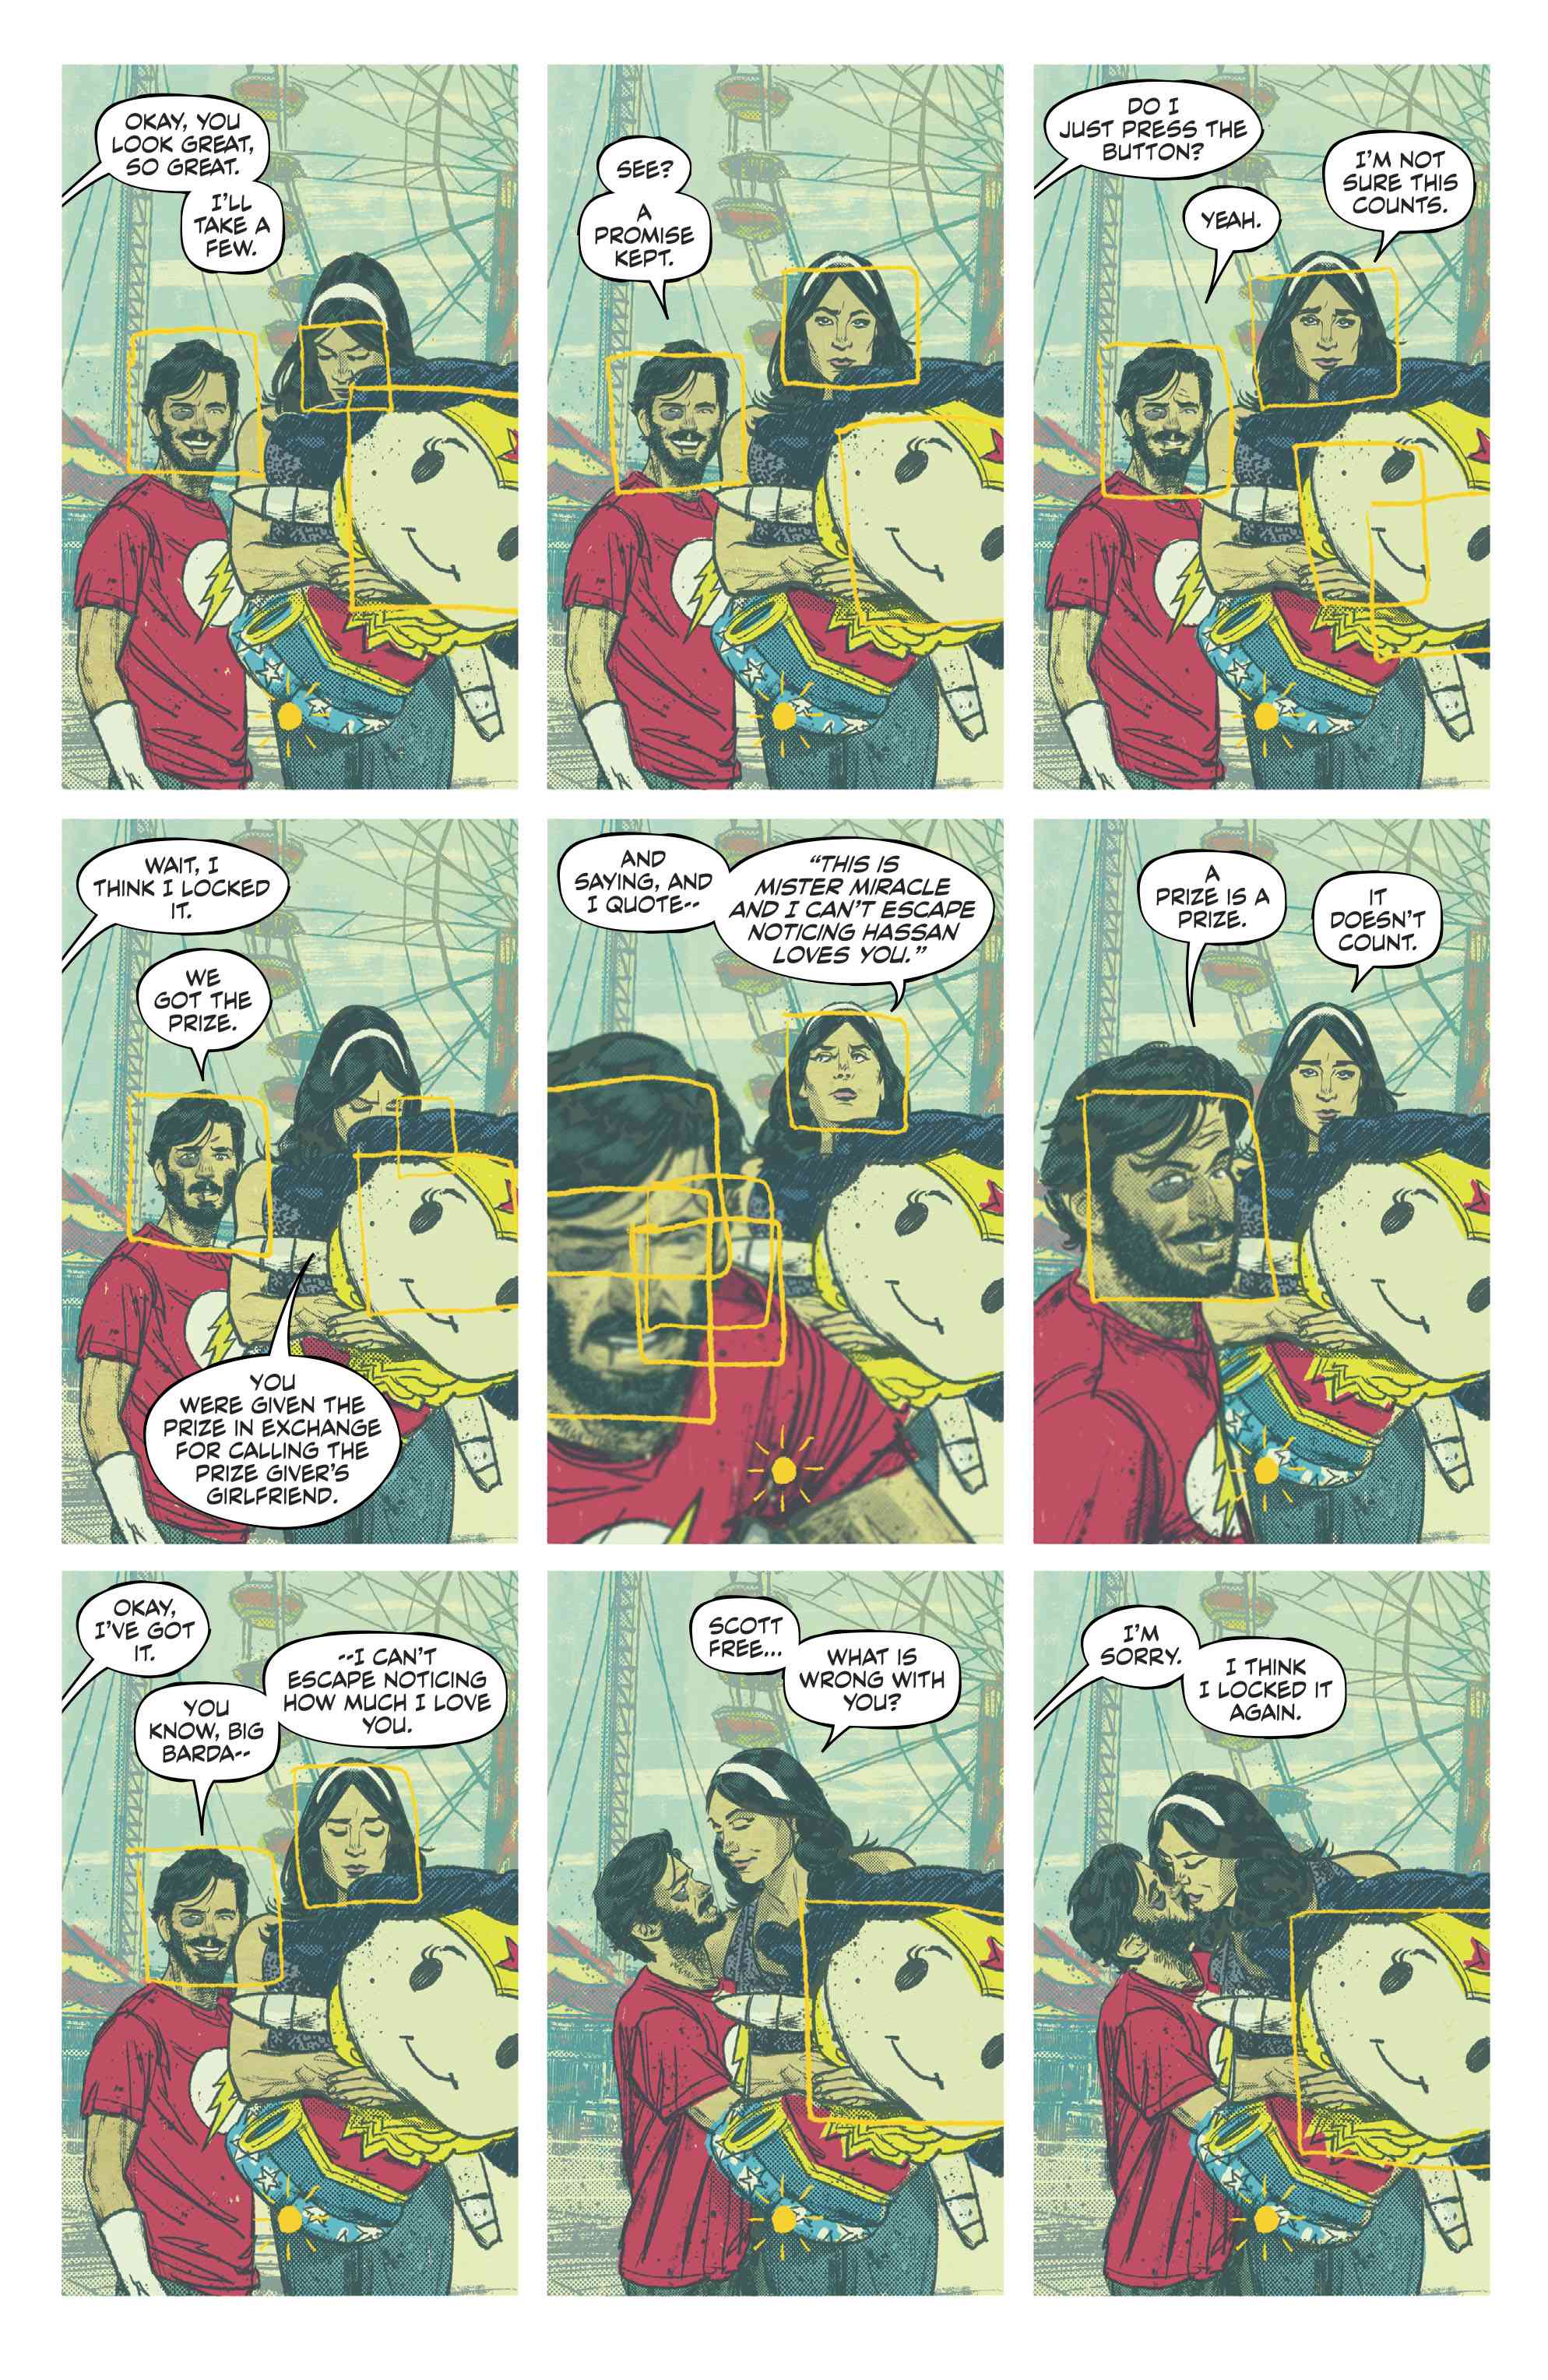 OKAY, YOU
LOOK GREAT,
SO GREAT.
I'LL
TAKE A
FEW.
SEE?
A
PROMISE
KEPT.
DO I
JUST PRESS THE
BUTTON?
YEAH.
I'M NOT
SURE THIS
COUNTS.
WAIT, I
THINK I LOCKED
IT.
WE
GOT THE
PRIZE.
YOU
WERE GIVEN THE
PRIZE IN EXCHANGE
FOR CALLING THE
PRIZE GIVER'S
GIRLFRIEND.
AND
SAYING, AND
I QUOTE--
"THIS IS
MISTER MIRACLE
AND I CAN'T ESCAPE
NOTICING HASSAN
LOVES YOU."
A
PRIZE IS A
PRIZE.
IT
DOESN'T
COUNT.
OKAY,
I'VE GOT
IT.
YOU
KNOW, BIG
BARDA--
--I CAN'T
ESCAPE NOTICING
HOW MUCH I LOVE
YOU.
SCOTT
FREE...
WHAT IS
WRONG WITH
YOU?
I'M
SORRY.
I THINK
I LOCKED IT
AGAIN.